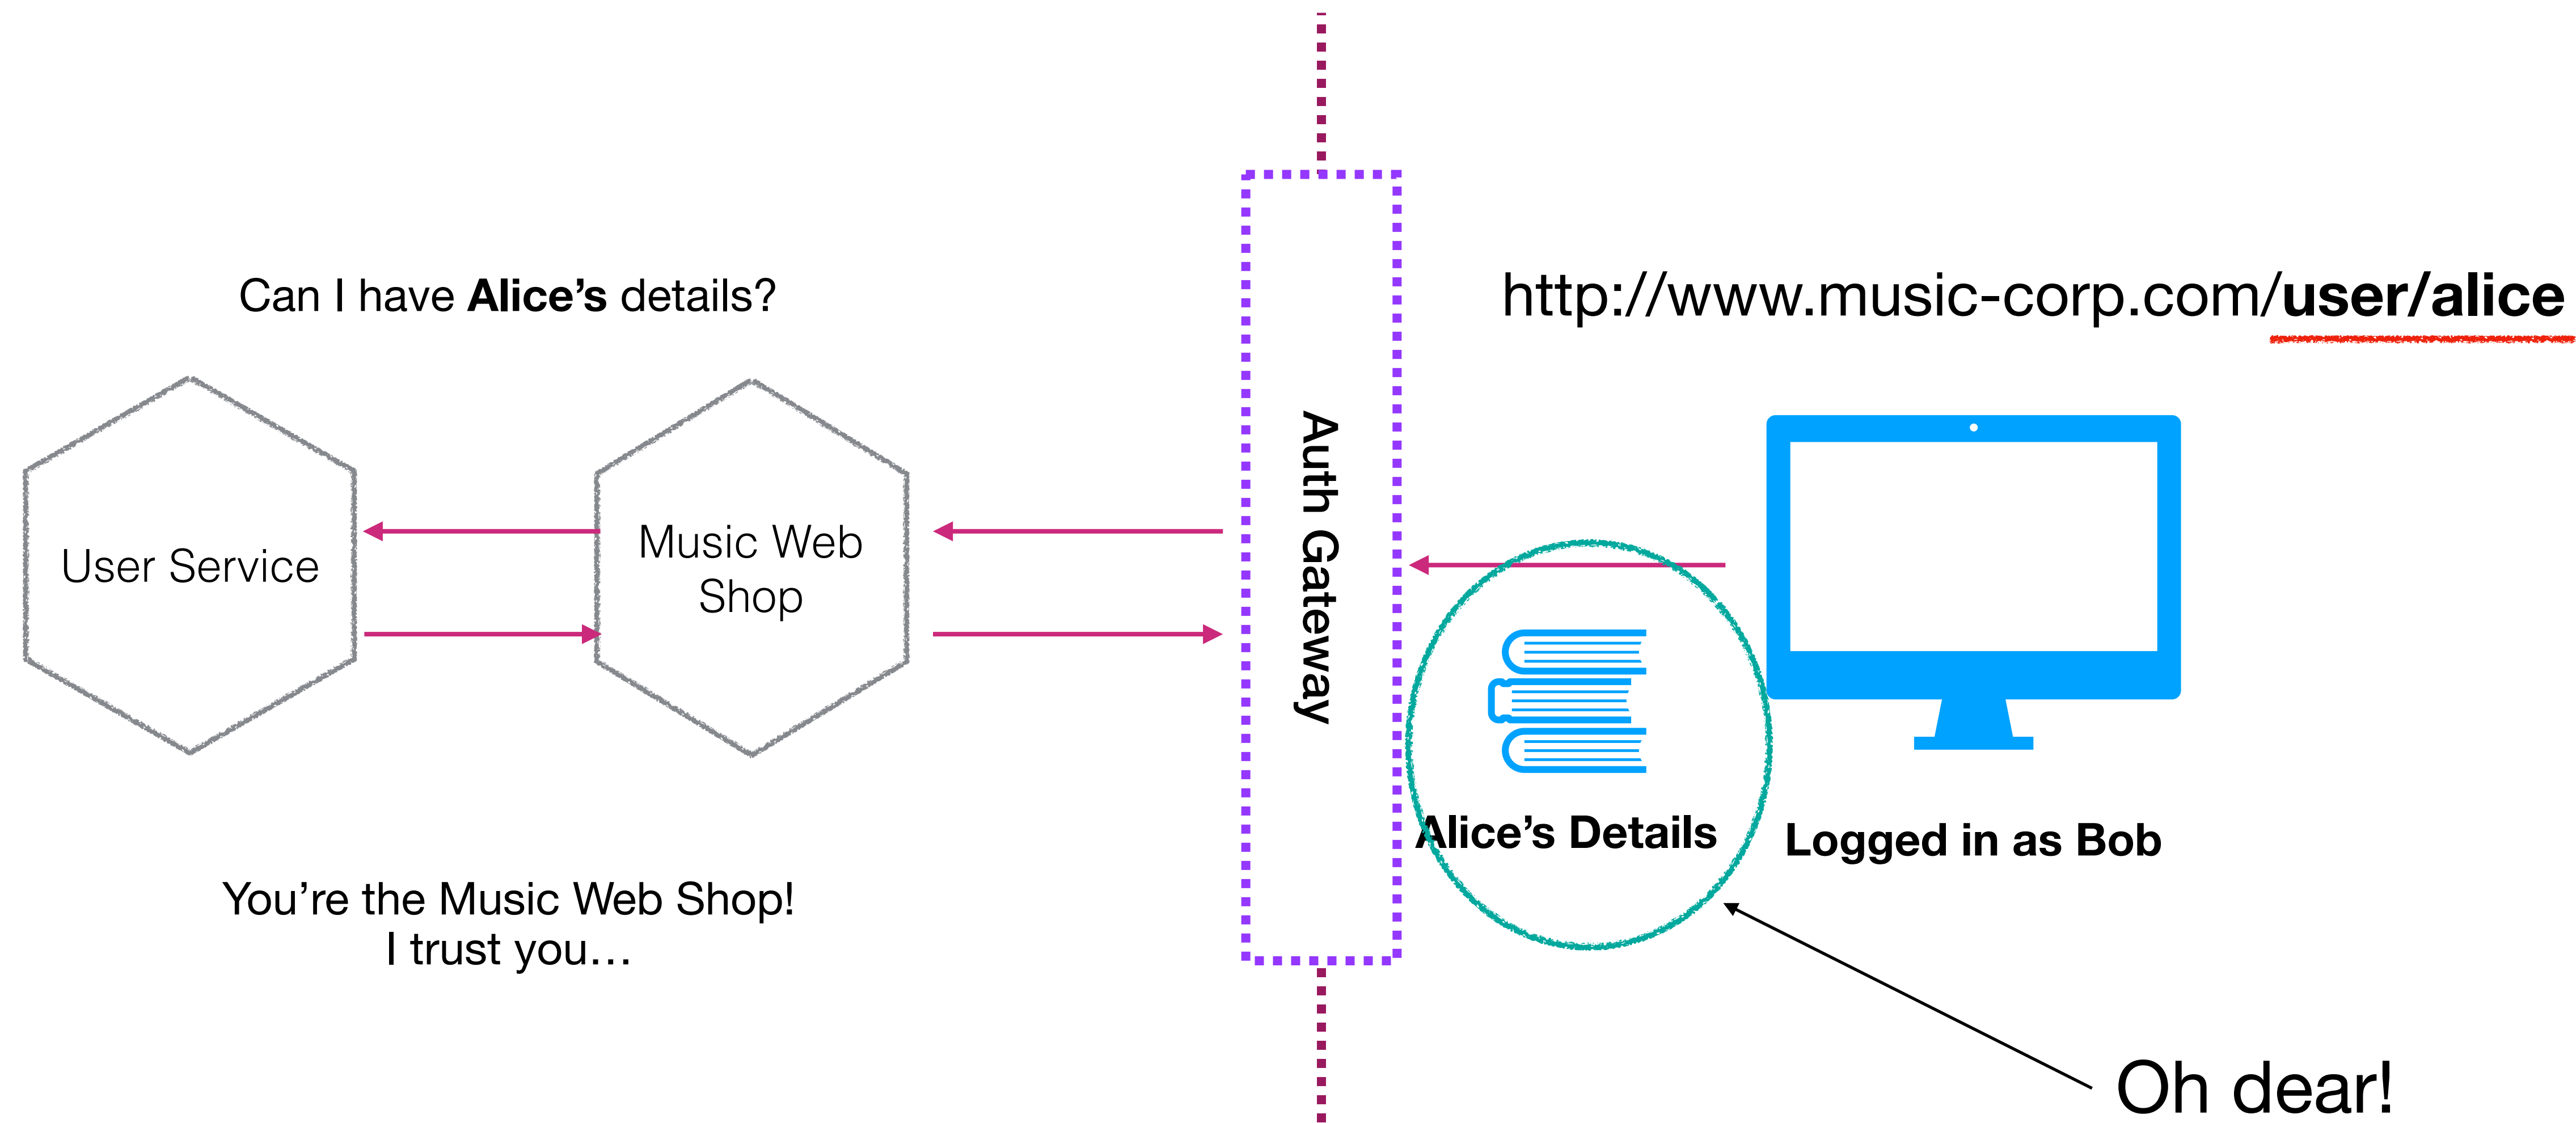 Can I have Alice’s details?
http://www.music-corp.com/user/alice
User Service
Music Web
Shop
Auth Gateway
Alice’s Details
Logged in as Bob
You’re the Music Web Shop!
I trust you…
Oh dear!